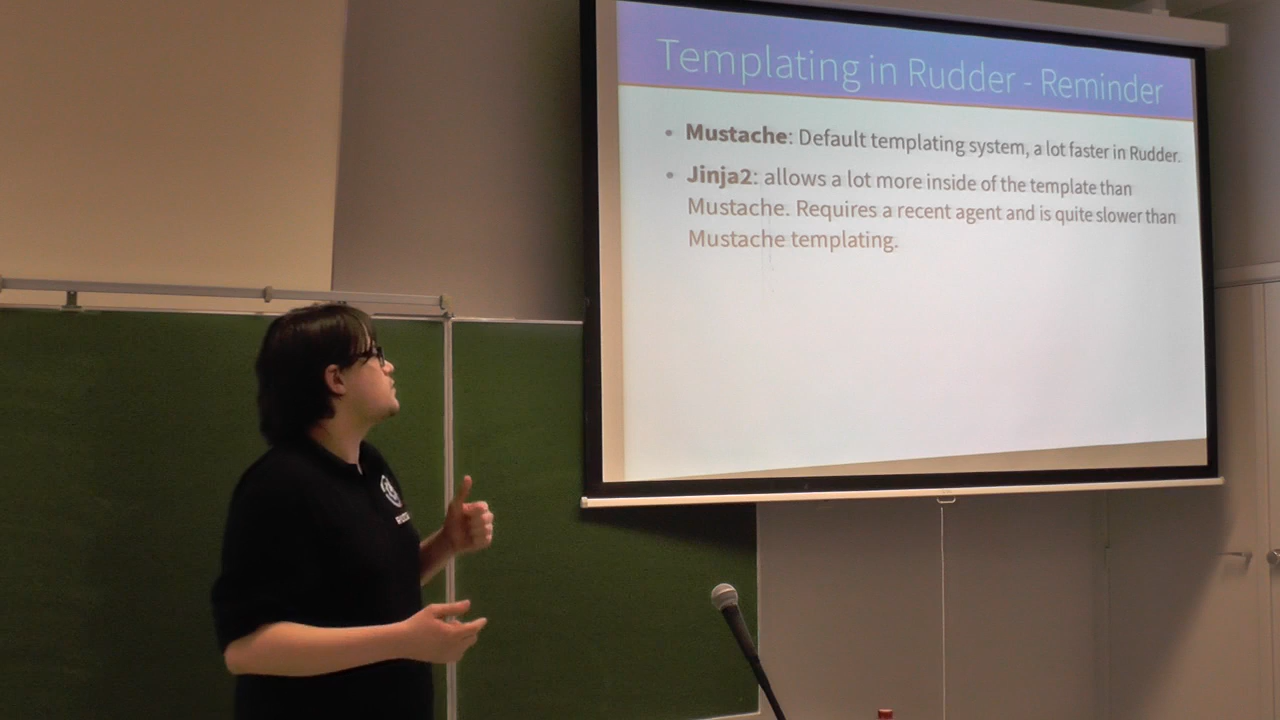 Templating in Rudder - Reminder
• Mustache: Default templating system, a lot faster in Rudder.
• Jinja2: allows a lot more inside of the template than
Mustache. Requires a recent agent and is quite slower than
Mustache templating.